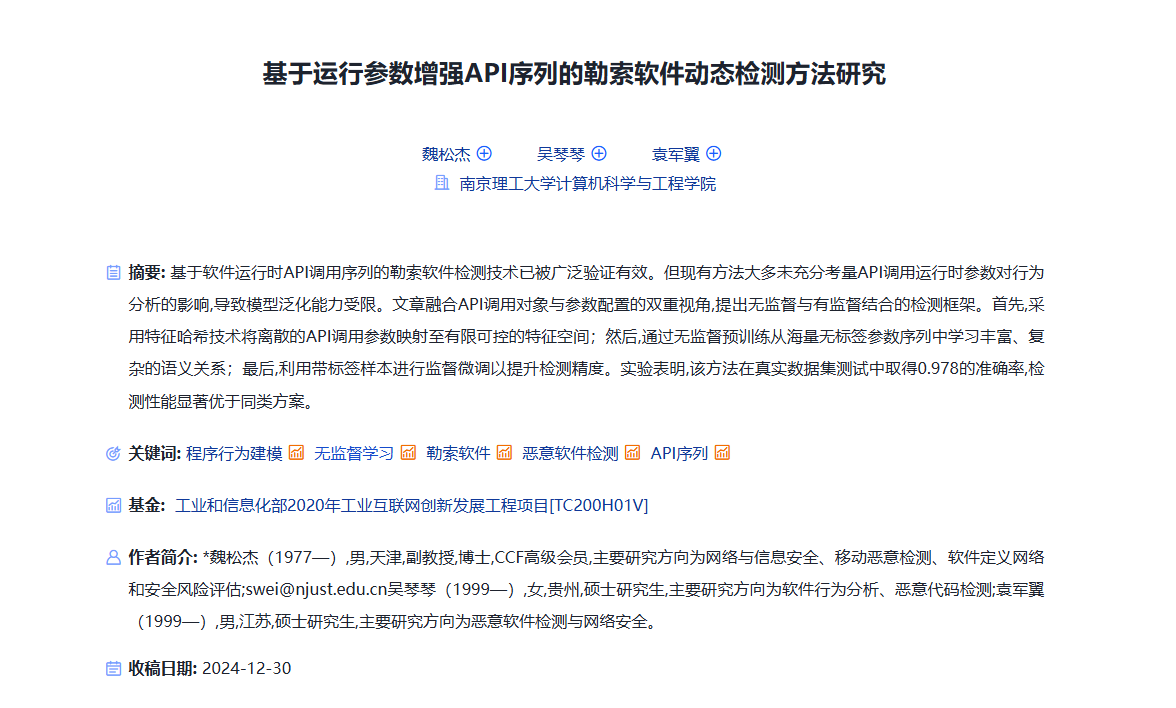 基于运行参数增强API序列的勒索软件动态检测方法研究
魏松杰 吴琴琴 袁军翼
南京理工大学计算机科学与工程学院
摘要: 基于软件运行时API调用序列的勒索软件检测技术已被广泛验证有效。但现有方法大多未充分考量API调用运行时参数对行为
分析的影响,导致模型泛化能力受限。文章融合API调用对象与参数配置的双重视角,提出无监督与有监督结合的检测框架。首先,采
用特征哈希技术将离散的API调用参数映射至有限可控的特征空间；然后,通过无监督预训练从海量无标签参数序列中学习丰富、复
杂的语义关系；最后,利用带标签样本进行监督微调以提升检测精度。实验表明,该方法在真实数据集测试中取得0.978的准确率,检
测性能显著优于同类方案。
关键词: 程序行为建模 无监督学习 勒索软件 恶意软件检测 API序列
基金: 工业和信息化部2020年工业互联网创新发展工程项目[TC200H01V]
作者简介: *魏松杰（1977—）,男,天津,副教授,博士,CCF高级会员,主要研究方向为网络与信息安全、移动恶意检测、软件定义网络
和安全风险评估;swei@njust.edu.cn吴琴琴（1999—）,女,贵州,硕士研究生,主要研究方向为软件行为分析、恶意代码检测;袁军翼
（1999—）,男,江苏,硕士研究生,主要研究方向为恶意软件检测与网络安全。
收稿日期: 2024-12-30